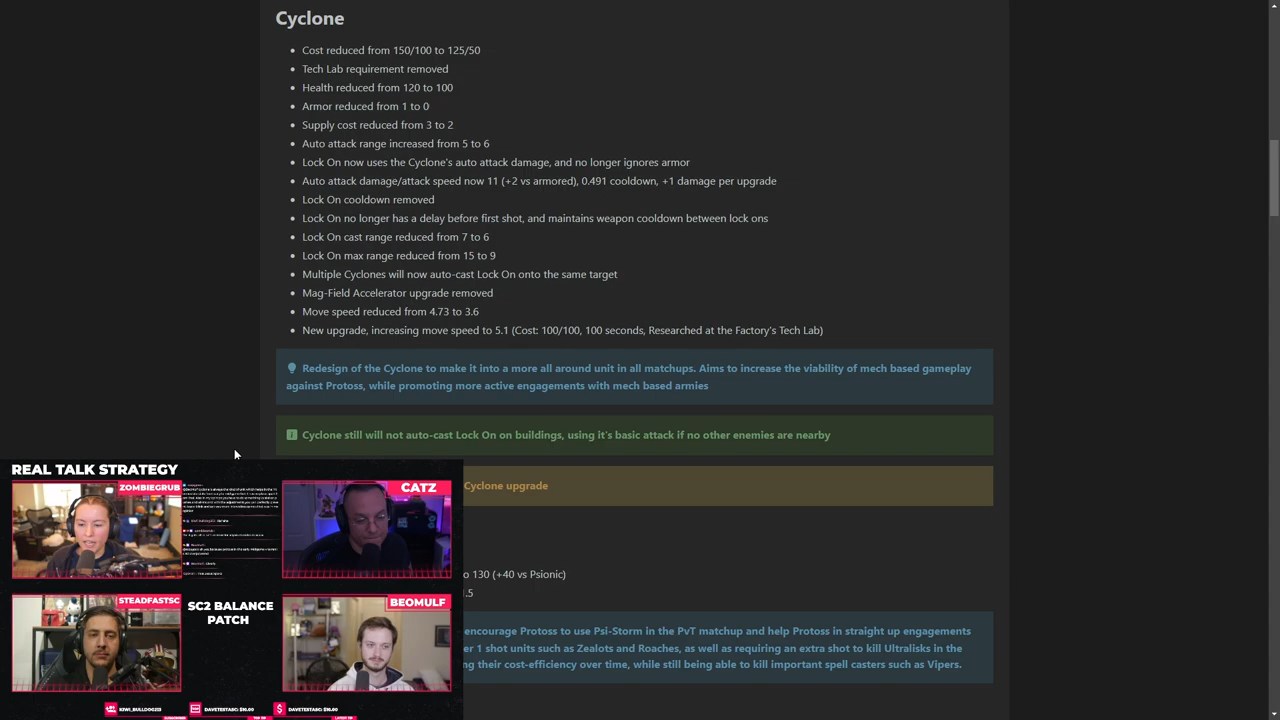 Cyclone
Cost reduced from 150/100 to 125/50
Tech Lab requirement removed
Health reduced from 120 to 100
Armor reduced from 1 to 0
Supply cost reduced from 3 to 2
Auto attack range increased from 5 to 6
Lock On now uses the Cyclone's auto attack damage, and no longer ignores armor
Auto attack damage/attack speed now 11 (+2 vs armored), 0.491 cooldown, +1 damage per upgrade
Lock On cooldown removed
Lock On no longer has a delay before first shot, and maintains weapon cooldown between lock ons
Lock On cast range reduced from 7 to 6
Lock On max range reduced from 15 to 9
Multiple Cyclones will now auto-cast Lock On onto the same target
Mag-Field Accelerator upgrade removed
Move speed reduced from 4.73 to 3.6
New upgrade, increasing move speed to 5.1 (Cost: 100/100, 100 seconds, Researched at the Factory's Tech Lab)
Redesign of the Cyclone to make it into a more all around unit in all matchups. Aims to increase the viability of mech based gameplay
against Protoss, while promoting more active engagements with mech based armies
Cyclone still will not auto-cast Lock On on buildings, using it's basic attack if no other enemies are nearby
Cyclone upgrade
o 130 (+40 vs Psionic)
.5
encourage Protoss to use Psi-Storm in the PvT matchup and help Protoss in straight up engagements
er 1 shot units such as Zealots and Roaches, as well as requiring an extra shot to kill Ultralisks in the
ng their cost-efficiency over time, while still being able to kill important spell casters such as Vipers.
REAL TALK STRATEGY
ZOMBIEGRUB
CATZ
STEADFASTSC
SC2 BALANCE
PATCH
BEOMULF
KIWI_BULLDOG213
DAVETESTASC: $10.00
DAVETESTASC: $10.00